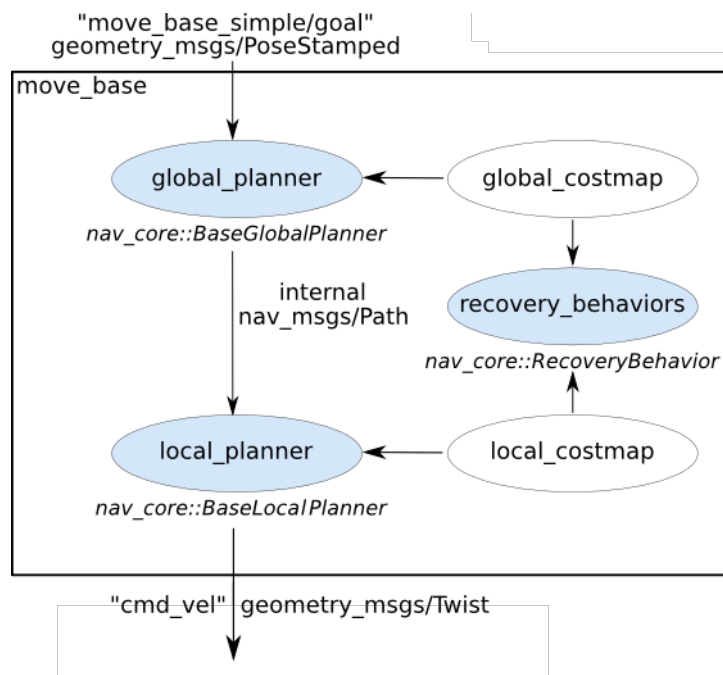 "move_base_simple/goal"
geometry_msgs/PoseStamped
move_base
global_planner
global_costmap
nav_core::BaseGlobalPlanner
internal
nav_msgs/Path
recovery_behaviors
nav_core::RecoveryBehavior
local_planner
local_costmap
nav_core::BaseLocalPlanner
"cmd_vel" geometry_msgs/Twist